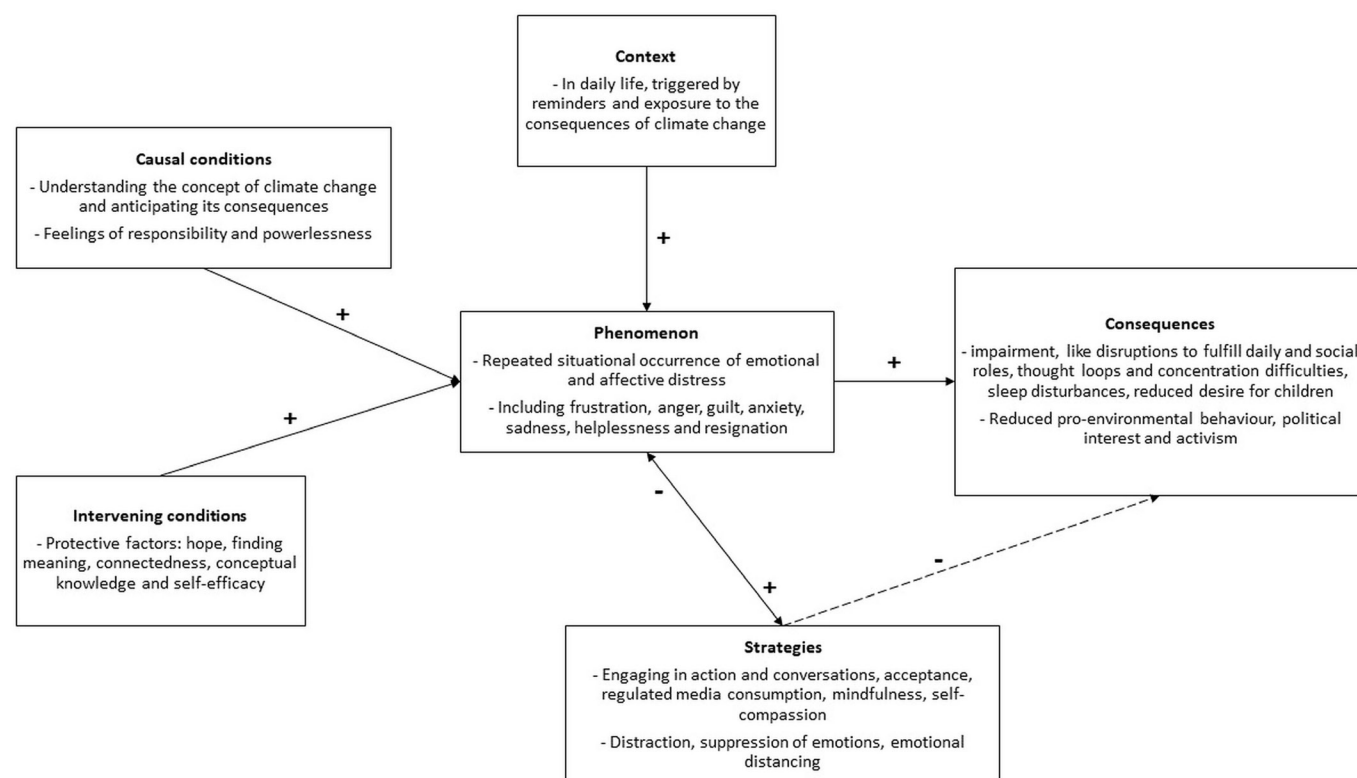 Context
- In daily life, triggered by
reminders and exposure to the
consequences of climate change
Causal conditions
- Understanding the concept of climate change
and anticipating its consequences
- Feelings of responsibility and powerlessness
+
+
Phenomenon
- Repeated situational occurrence of emotional
and affective distress
- Including frustration, anger, guilt, anxiety,
sadness, helplessness and resignation
+
Consequences
- impairment, like disruptions to fulfill daily and social
roles, thought loops and concentration difficulties,
sleep disturbances, reduced desire for children
- Reduced pro-environmental behaviour, political
interest and activism
+
Intervening conditions
- Protective factors: hope, finding
meaning, connectedness, conceptual
knowledge and self-efficacy
-
-
+
Strategies
- Engaging in action and conversations, acceptance,
regulated media consumption, mindfulness, self-
compassion
- Distraction, suppression of emotions, emotional
distancing